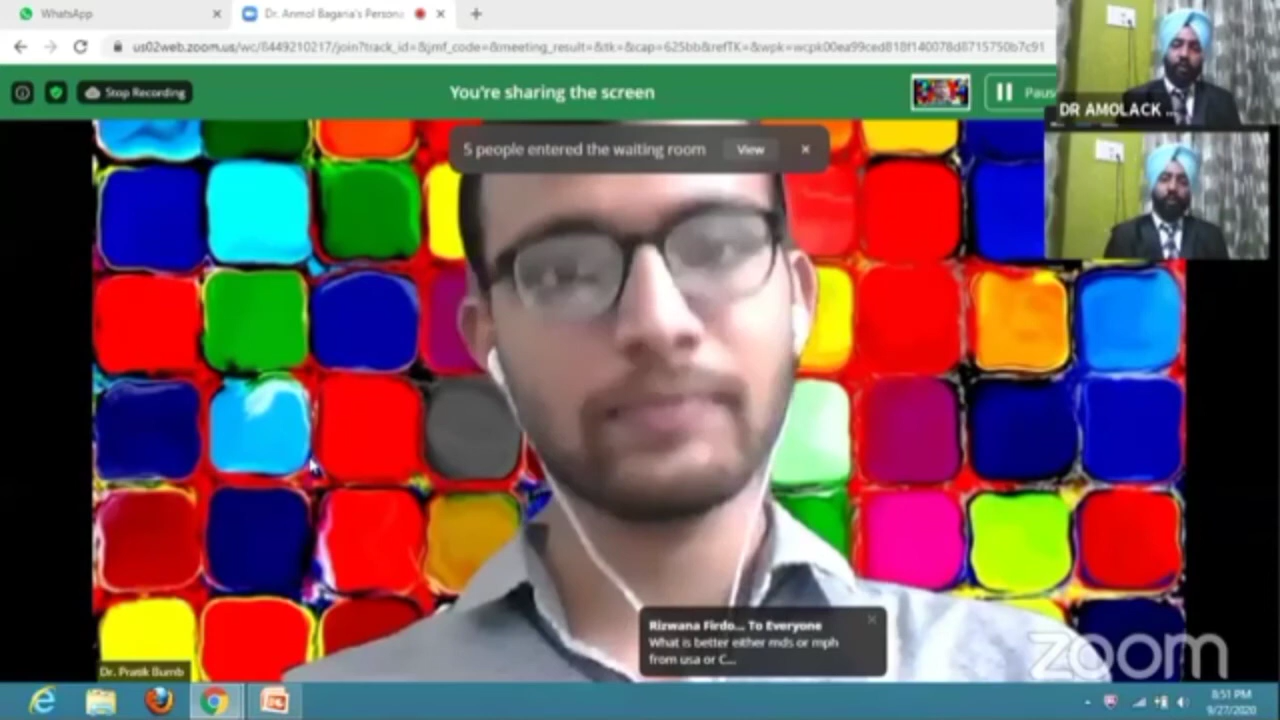 WhatsApp
Dr. Anmol Bagaria's Persona
us02web.zoom.us/wc/8449210217/join?track_id=&jmf_code=&meeting_result=&tk=&cap=625bb&refTK=&wpk=wcpk00ea99ced818f140078d8715750b7c91
Stop Recording
You're sharing the screen
Paus
DR AMOLACK ...
5 people entered the waiting room
View
Rizwana Firdo... To Everyone
What is better either mds or mph
from usa or C...
zoom
Dr. Pratik Bumb
8:51 PM
9/27/2020